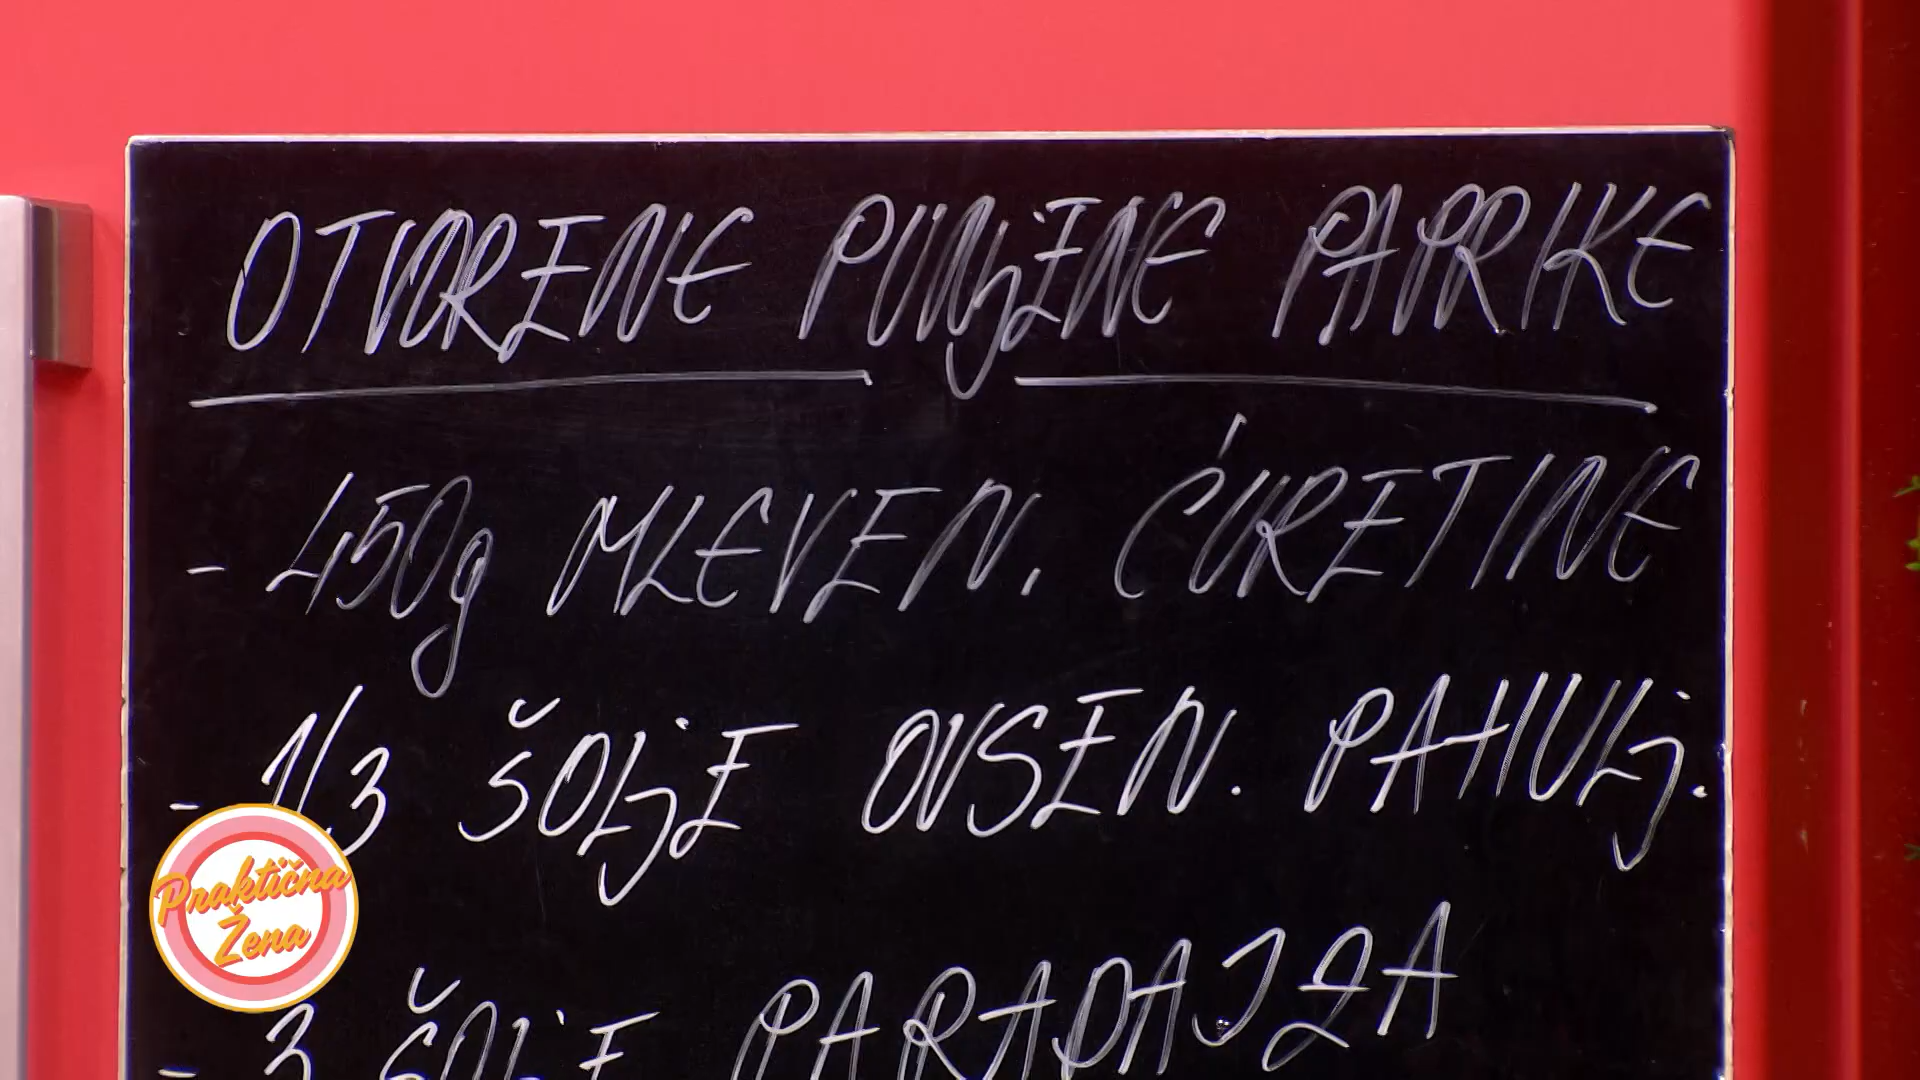 OTVORENE PUNjENE PAPRIKE
- 450g MLEVEN. ĆURETINE
- 1/3 ŠOLjE OVSEN. PAHULj.
- 3 ŠOLjE PARADAJZA
Praktična
Žena